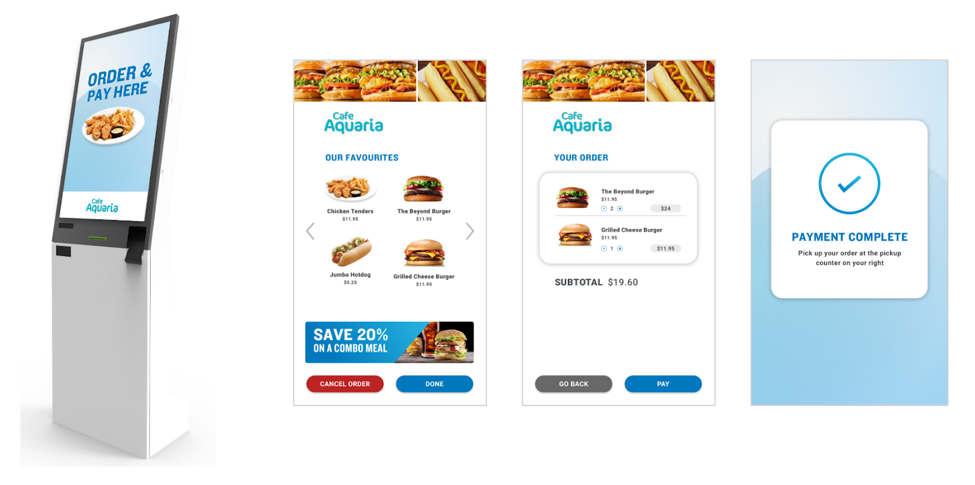 ORDER &
PAY HERE
Cafe
Aquaria
Cafe
Aquaria
OUR FAVOURITES
Chicken Tenders
$11.95
The Beyond Burger
$11.95
Jumbo Hotdog
$5.25
Grilled Cheese Burger
$11.95
SAVE 20%
ON A COMBO MEAL
CANCEL ORDER
DONE
Cafe
Aquaria
YOUR ORDER
The Beyond Burger
$11.95
- 2 + $24
Grilled Cheese Burger
$11.95
- 1 + $11.95
SUBTOTAL $19.60
GO BACK
PAY
PAYMENT COMPLETE
Pick up your order at the pickup
counter on your right